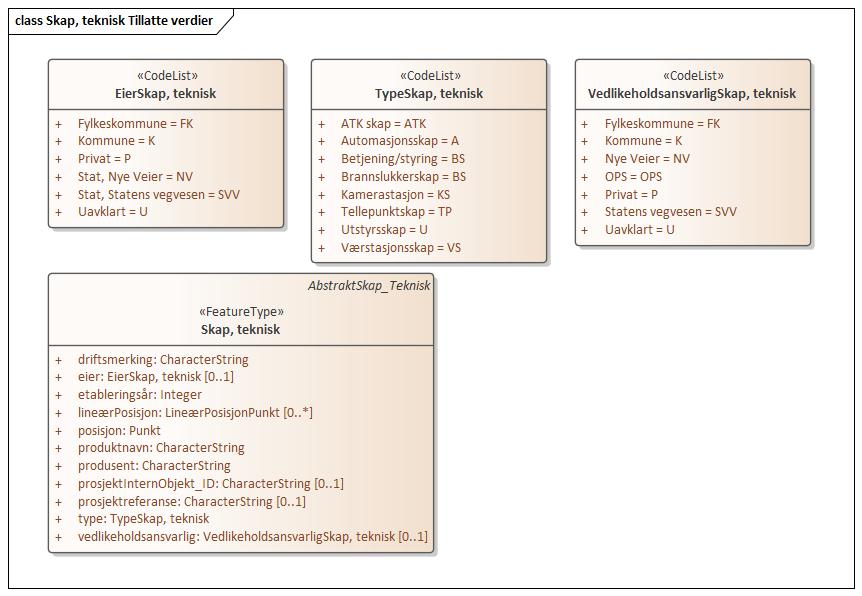 class Skap, teknisk Tillatte verdier
«CodeList»
EierSkap, teknisk
+ Fylkeskommune = FK
+ Kommune = K
+ Privat = P
+ Stat, Nye Veier = NV
+ Stat, Statens vegvesen = SVV
+ Uavklart = U
«CodeList»
TypeSkap, teknisk
+ ATK skap = ATK
+ Automasjonsskap = A
+ Betjening/styring = BS
+ Brannslukkerskap = BS
+ Kamerastasjon = KS
+ Tellepunktskap = TP
+ Utstyrsskap = U
+ Værstasjonsskap = VS
«CodeList»
VedlikeholdsansvarligSkap, teknisk
+ Fylkeskommune = FK
+ Kommune = K
+ Nye Veier = NV
+ OPS = OPS
+ Privat = P
+ Statens vegvesen = SVV
+ Uavklart = U
AbstraktSkap_Teknisk
«FeatureType»
Skap, teknisk
+ driftsmerking: CharacterString
+ eier: EierSkap, teknisk [0..1]
+ etableringsår: Integer
+ lineærPosisjon: LineærPosisjonPunkt [0..*]
+ posisjon: Punkt
+ produktnavn: CharacterString
+ produsent: CharacterString
+ prosjektInternObjekt_ID: CharacterString [0..1]
+ prosjektreferanse: CharacterString [0..1]
+ type: TypeSkap, teknisk
+ vedlikeholdsansvarlig: VedlikeholdsansvarligSkap, teknisk [0..1]